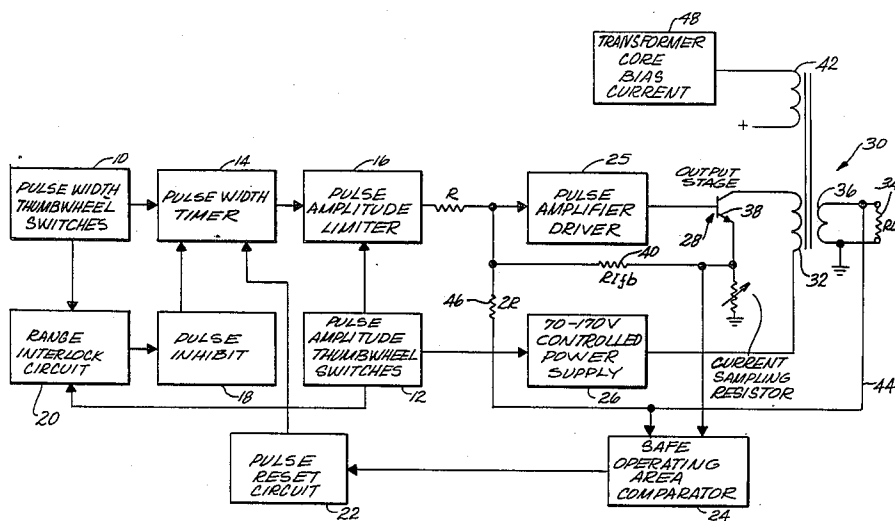 48
TRANSFORMER
CORE
BIAS
CURRENT
42
+
30
10
PULSE WIDTH
THUMBWHEEL
SWITCHES
14
PULSE WIDTH
TIMER
16
PULSE
AMPLITUDE
LIMITER
R
25
PULSE
AMPLIFIER
DRIVER
OUTPUT
STAGE
38
28
36
34
RL
32
40
RIfb
46
2R
RANGE
INTERLOCK
CIRCUIT
20
PULSE
INHIBIT
18
PULSE
AMPLITUDE
THUMBWHEEL
SWITCHES
12
70-170V
CONTROLLED
POWER
SUPPLY
26
CURRENT
SAMPLING
RESISTOR
44
PULSE
RESET
CIRCUIT
22
SAFE
OPERATING
AREA
COMPARATOR
24